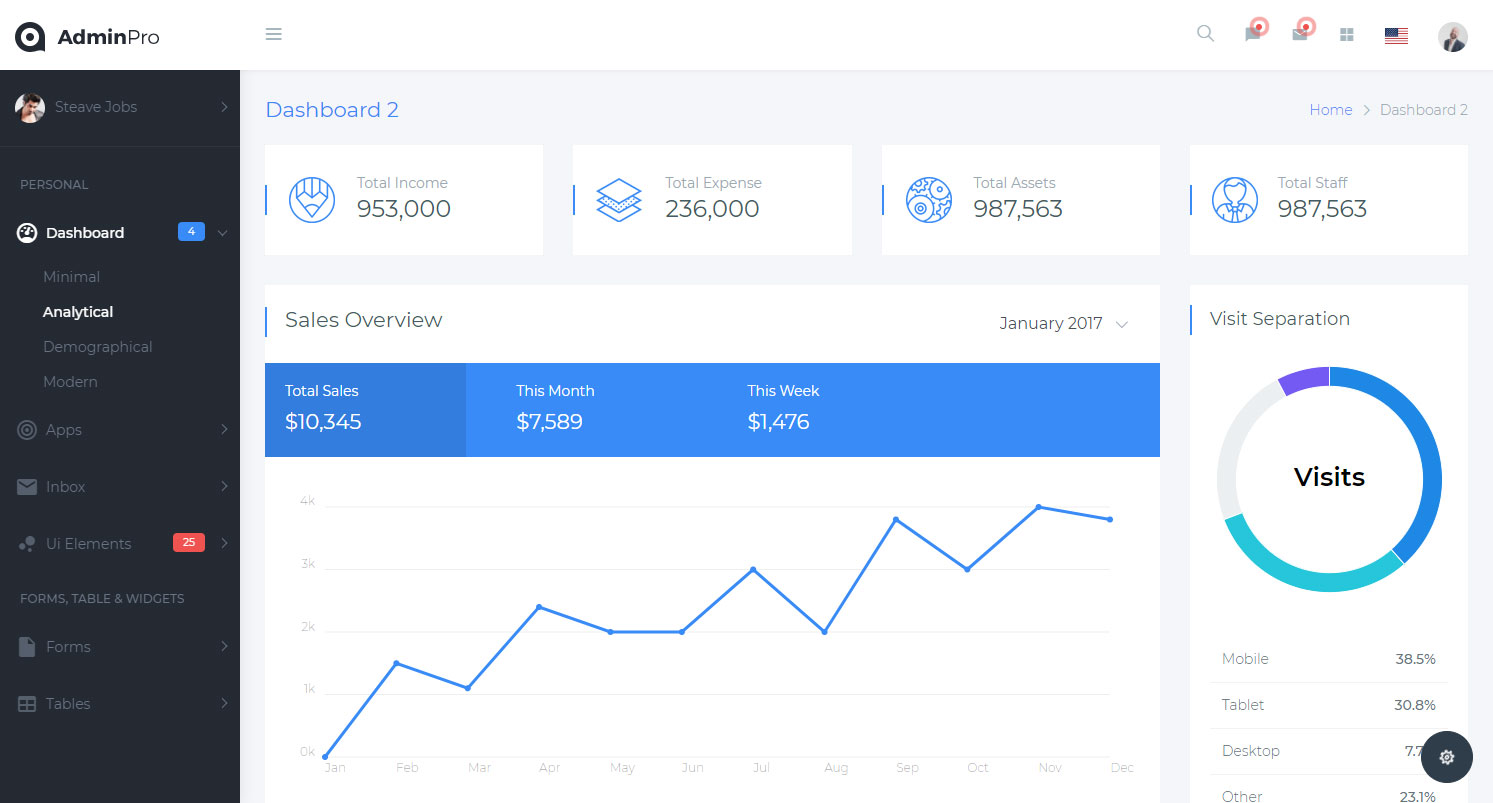 AdminPro
Steave Jobs
PERSONAL
Dashboard 4
Minimal
Analytical
Demographical
Modern
Apps
Inbox
Ui Elements 25
FORMS, TABLE & WIDGETS
Forms
Tables
Dashboard 2
Home > Dashboard 2
Total Income
953,000
Total Expense
236,000
Total Assets
987,563
Total Staff
987,563
Sales Overview
January 2017
Total Sales
$10,345
This Month
$7,589
This Week
$1,476
4k
3k
2k
1k
0k
Jan Feb Mar Apr May Jun Jul Aug Sep Oct Nov Dec
Visit Separation
Visits
Mobile 38.5%
Tablet 30.8%
Desktop
Other 23.1%